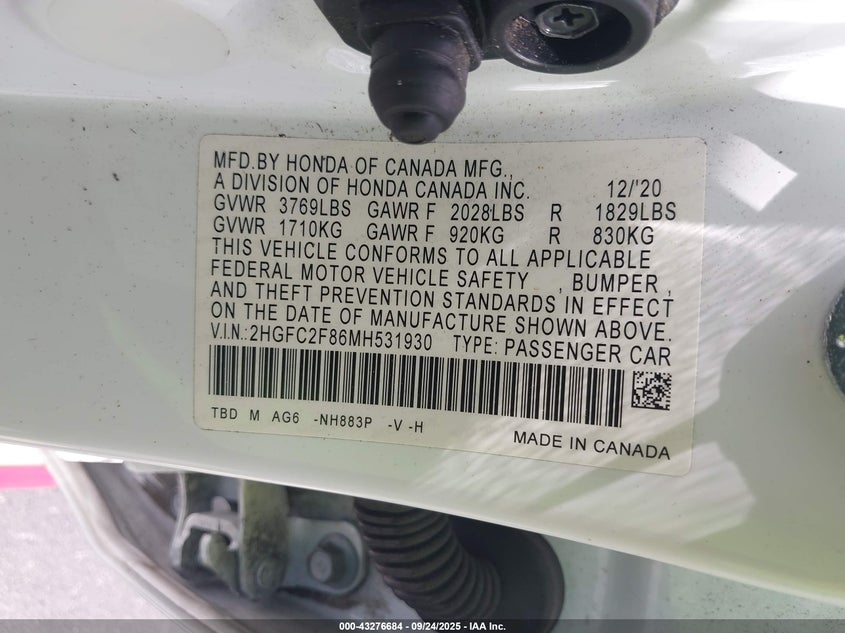 MFD.BY HONDA OF CANADA MFG.,
A DIVISION OF HONDA CANADA INC. 12/'20
GVWR 3769LBS GAWR F 2028LBS R 1829LBS
GVWR 1710KG GAWR F 920KG R 830KG
THIS VEHICLE CONFORMS TO ALL APPLICABLE
FEDERAL MOTOR VEHICLE SAFETY , BUMPER ,
AND THEFT PREVENTION STANDARDS IN EFFECT
ON THE DATE OF MANUFACTURE SHOWN ABOVE.
V.I.N.:2HGFC2F86MH531930 TYPE: PASSENGER CAR
TBD M AG6 -NH883P -V -H
MADE IN CANADA
000-43276684 - 09/24/2025 - IAA Inc.